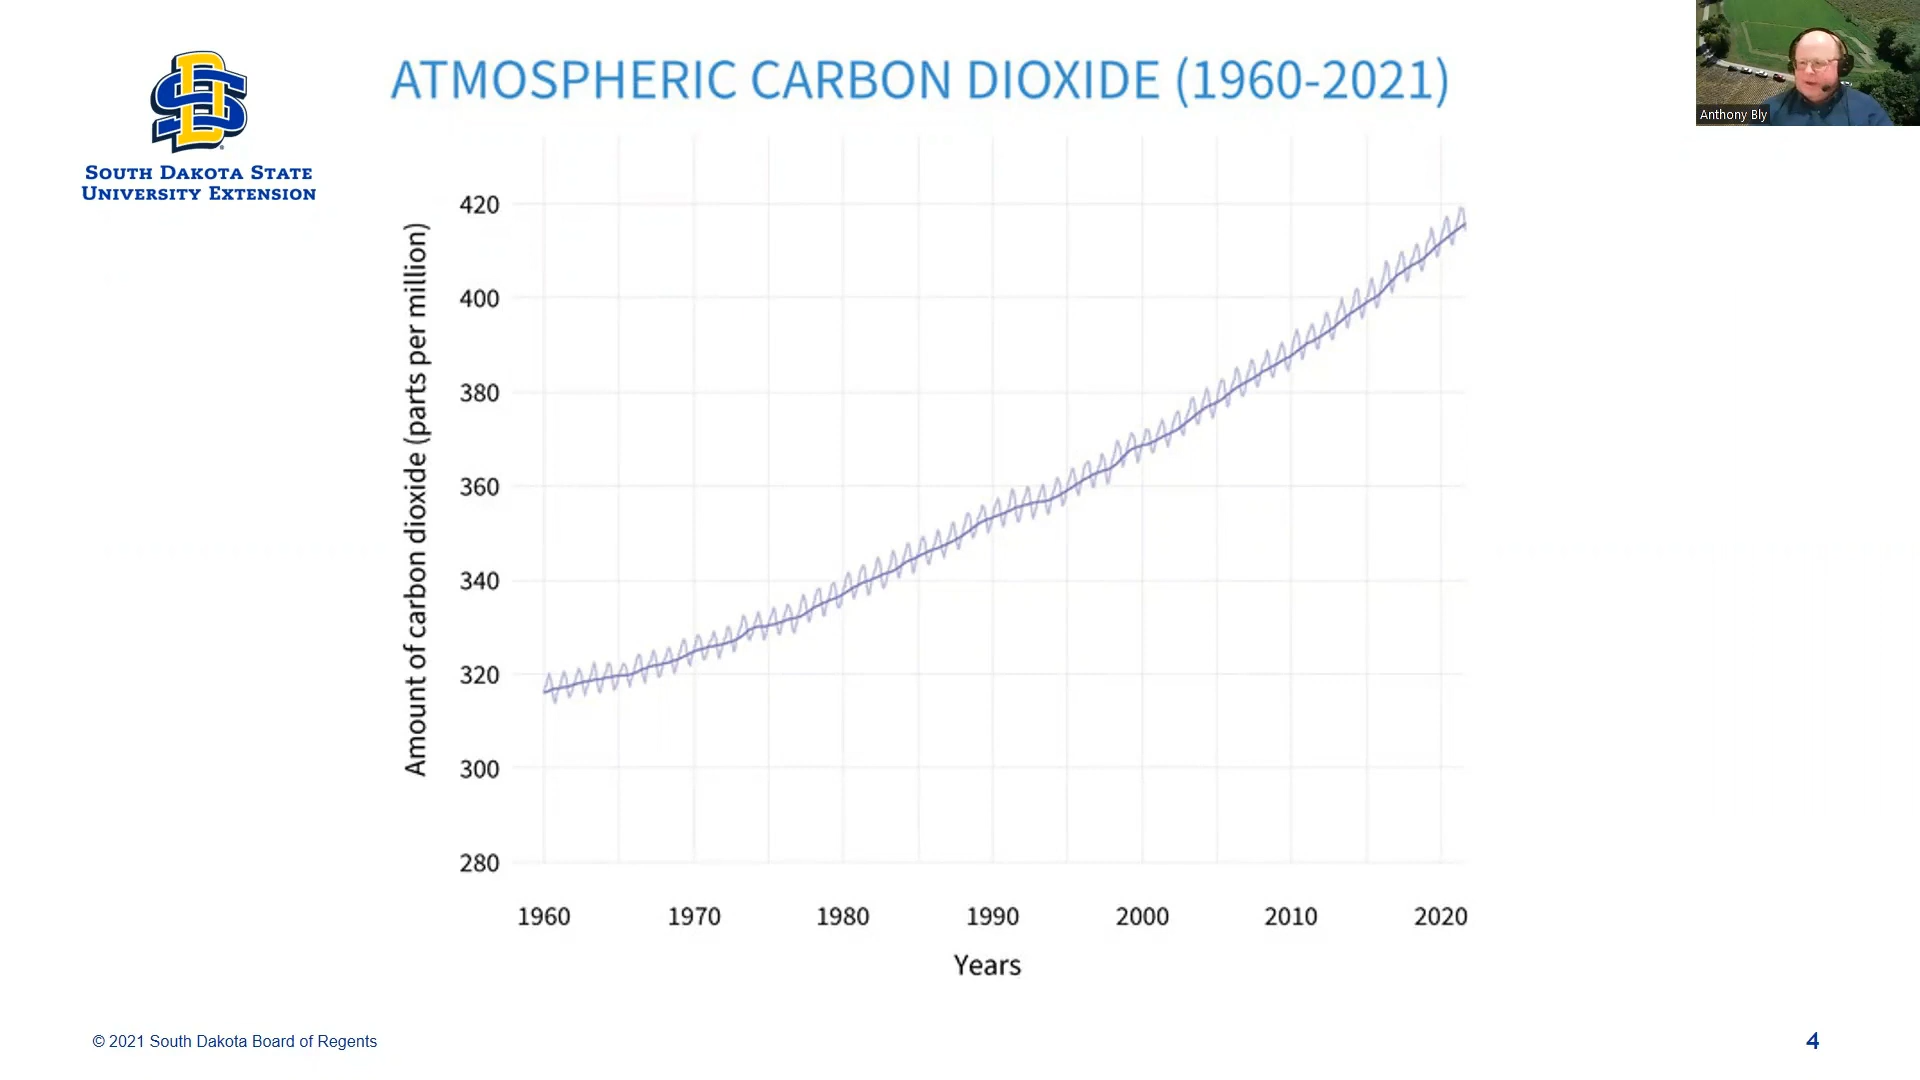 ATMOSPHERIC CARBON DIOXIDE (1960-2021)
Anthony Bly
SOUTH DAKOTA STATE
UNIVERSITY EXTENSION
Amount of carbon dioxide (parts per million)
420
400
380
360
340
320
300
280
1960 1970 1980 1990 2000 2010 2020
Years
© 2021 South Dakota Board of Regents
4